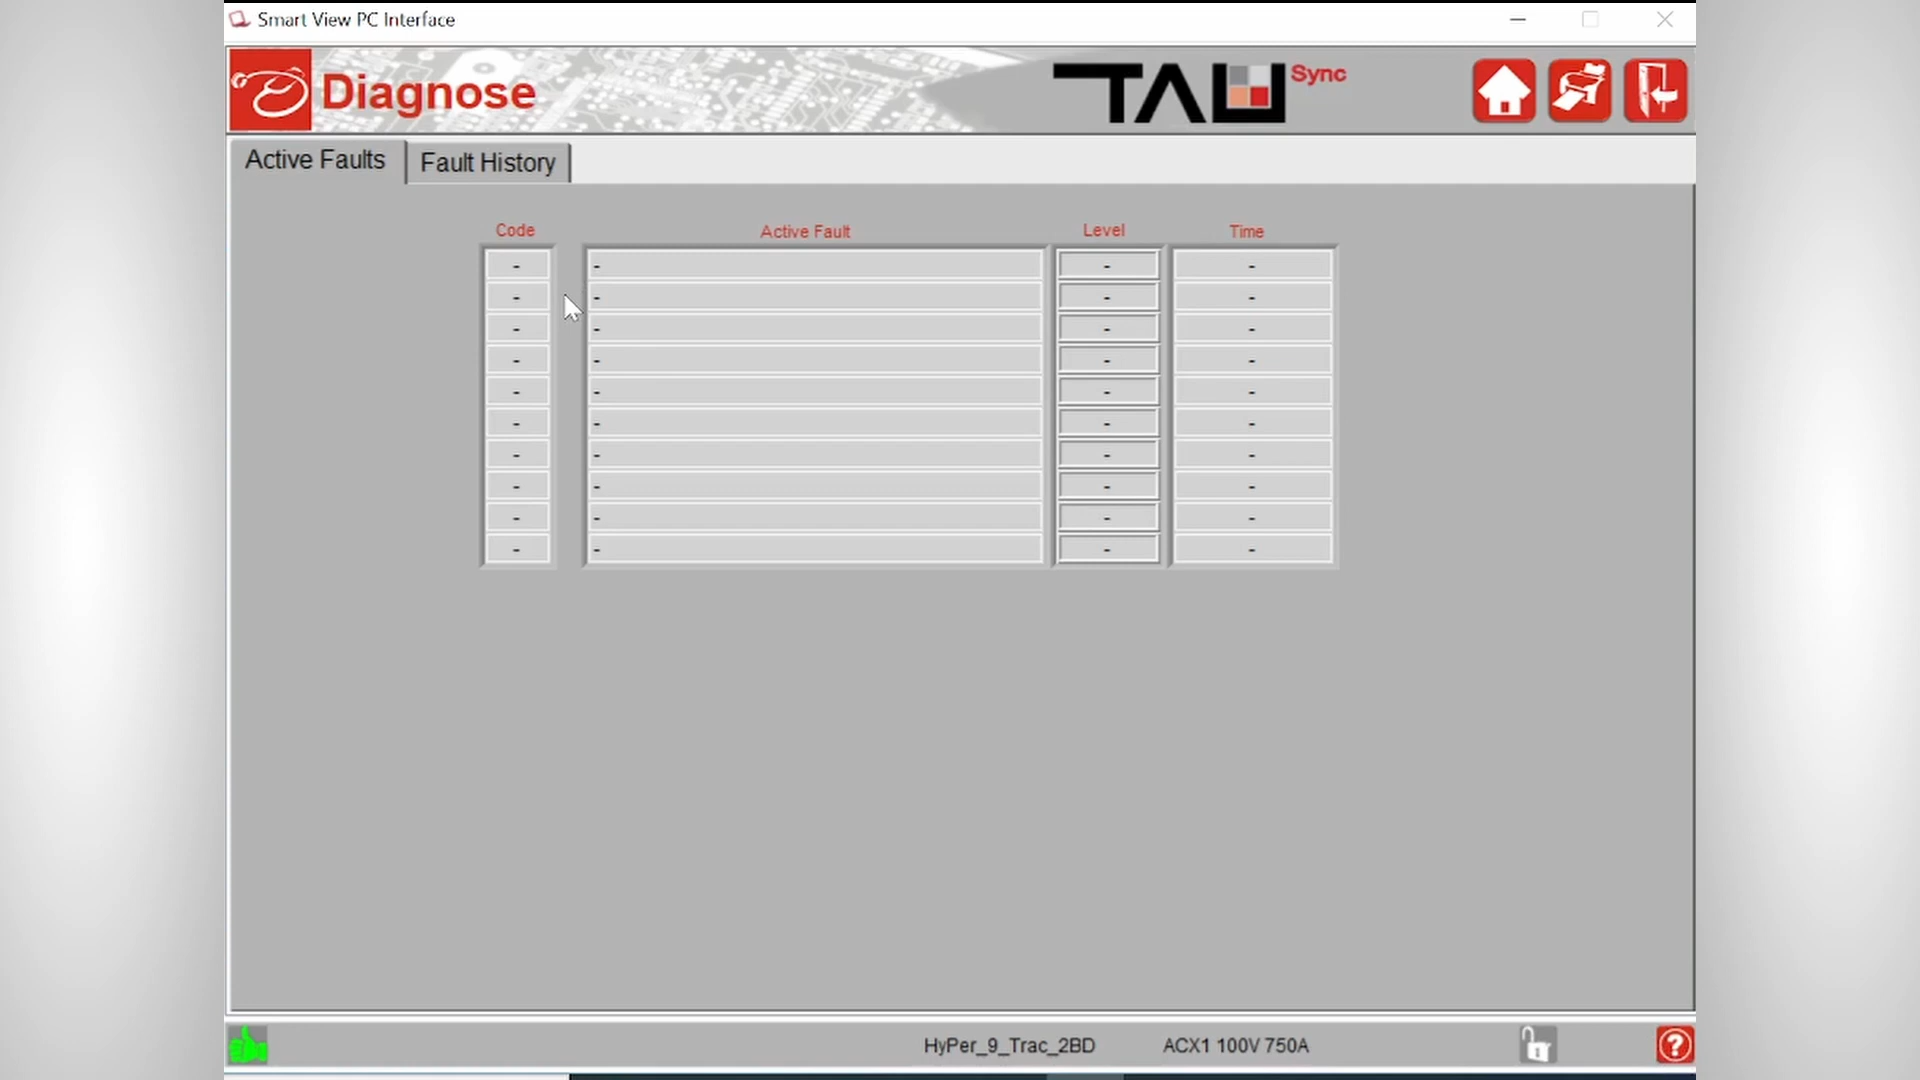 Smart View PC Interface
Diagnose
TAU Sync
Active Faults
Fault History
Code Active Fault Level Time
- - - -
- - - -
- - - -
- - - -
- - - -
- - - -
- - - -
- - - -
- - - -
- - - -
HyPer_9_Trac_2BD
ACX1 100V 750A
?